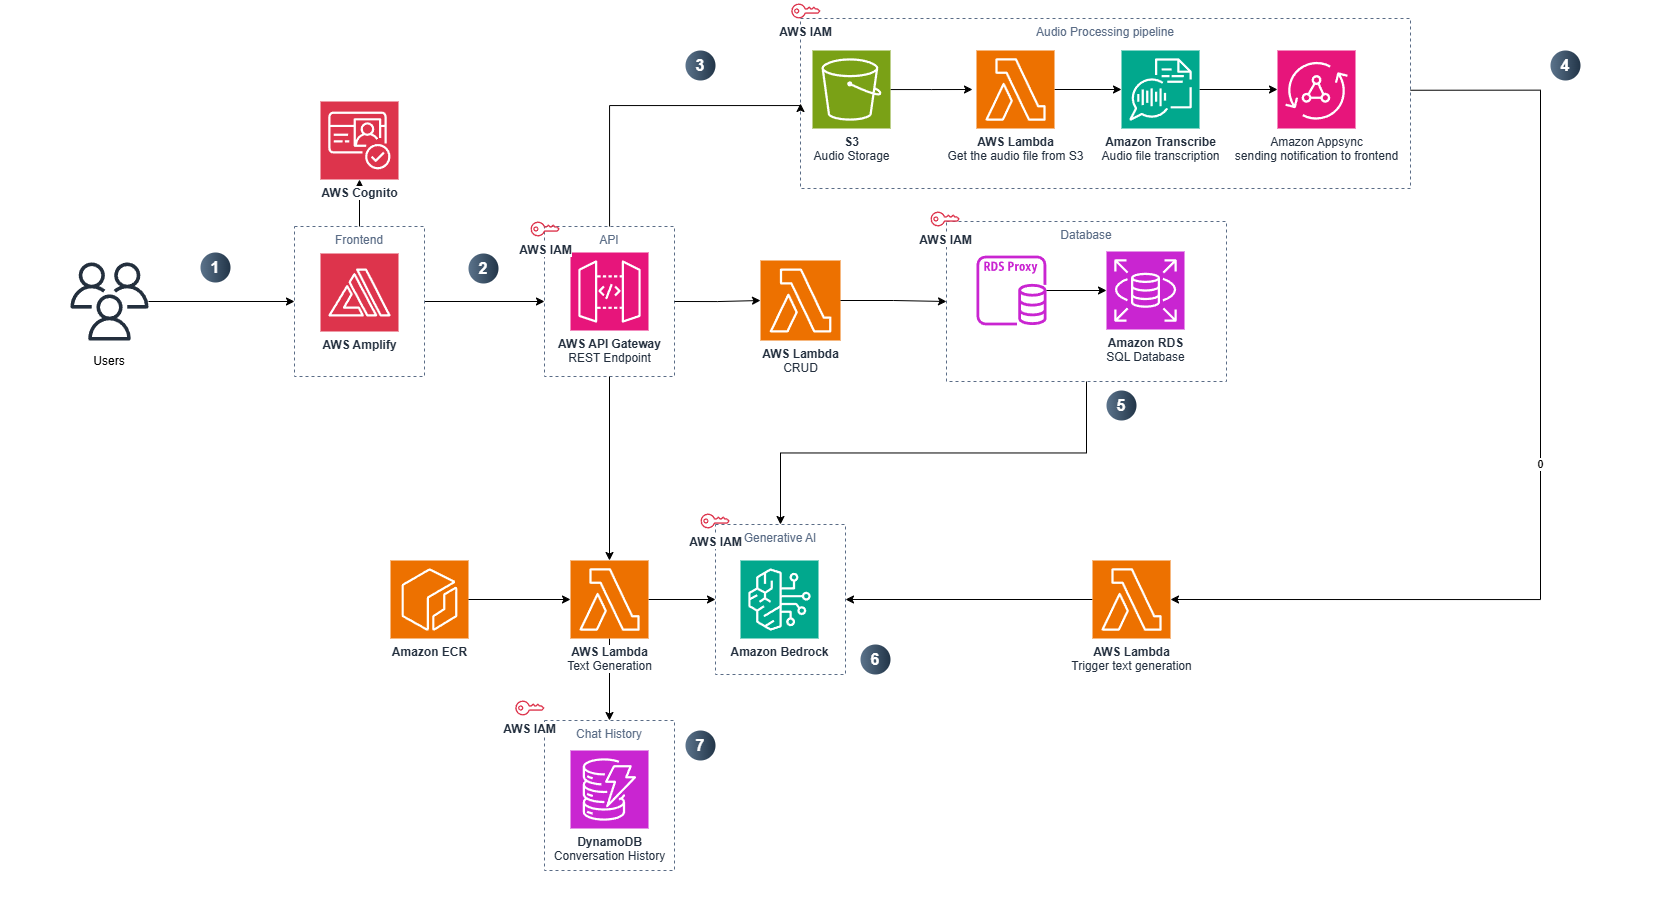 AWS IAM
Audio Processing pipeline
3
4
S3
Audio Storage
AWS Lambda
Get the audio file from S3
Amazon Transcribe
Audio file transcription
Amazon Appsync
sending notification to frontend
AWS Cognito
Users
1
Frontend
AWS Amplify
2
AWS IAM
API
AWS API Gateway
REST Endpoint
AWS Lambda
CRUD
AWS IAM
Database
RDS Proxy
Amazon RDS
SQL Database
5
0
Amazon ECR
AWS Lambda
Text Generation
AWS IAM
Generative AI
Amazon Bedrock
6
AWS Lambda
Trigger text generation
AWS IAM
Chat History
7
DynamoDB
Conversation History